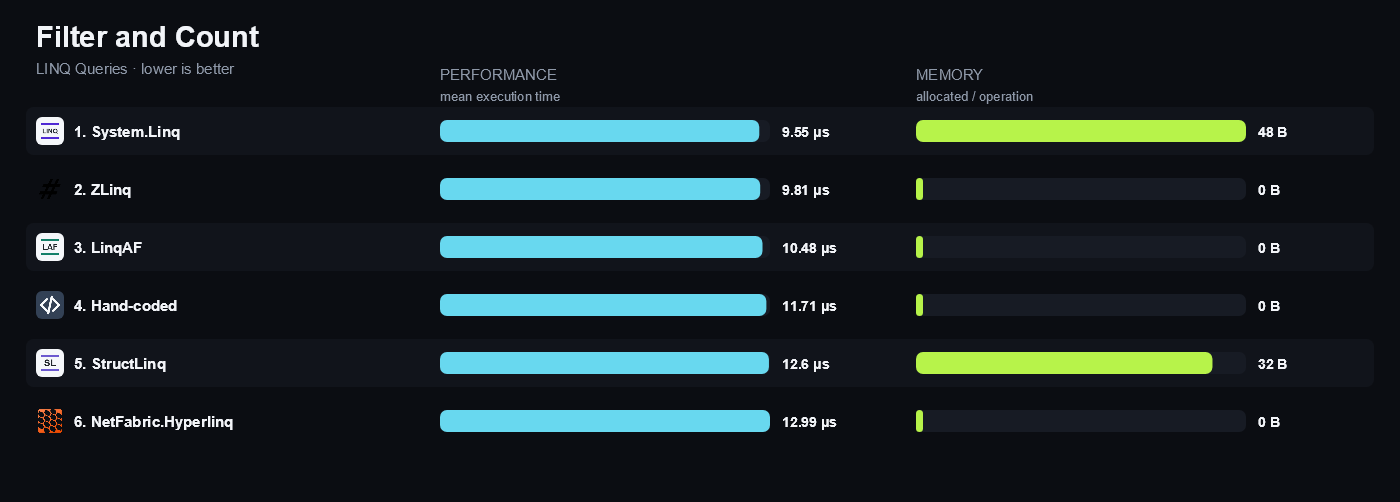 Filter and Count
LINQ Queries · lower is better
PERFORMANCE
mean execution time
MEMORY
allocated / operation
LINQ 1. System.Linq 9.55 µs 48 B
# 2. ZLinq 9.81 µs 0 B
LAF 3. LinqAF 10.48 µs 0 B
</> 4. Hand-coded 11.71 µs 0 B
SL 5. StructLinq 12.6 µs 32 B
6. NetFabric.Hyperlinq 12.99 µs 0 B